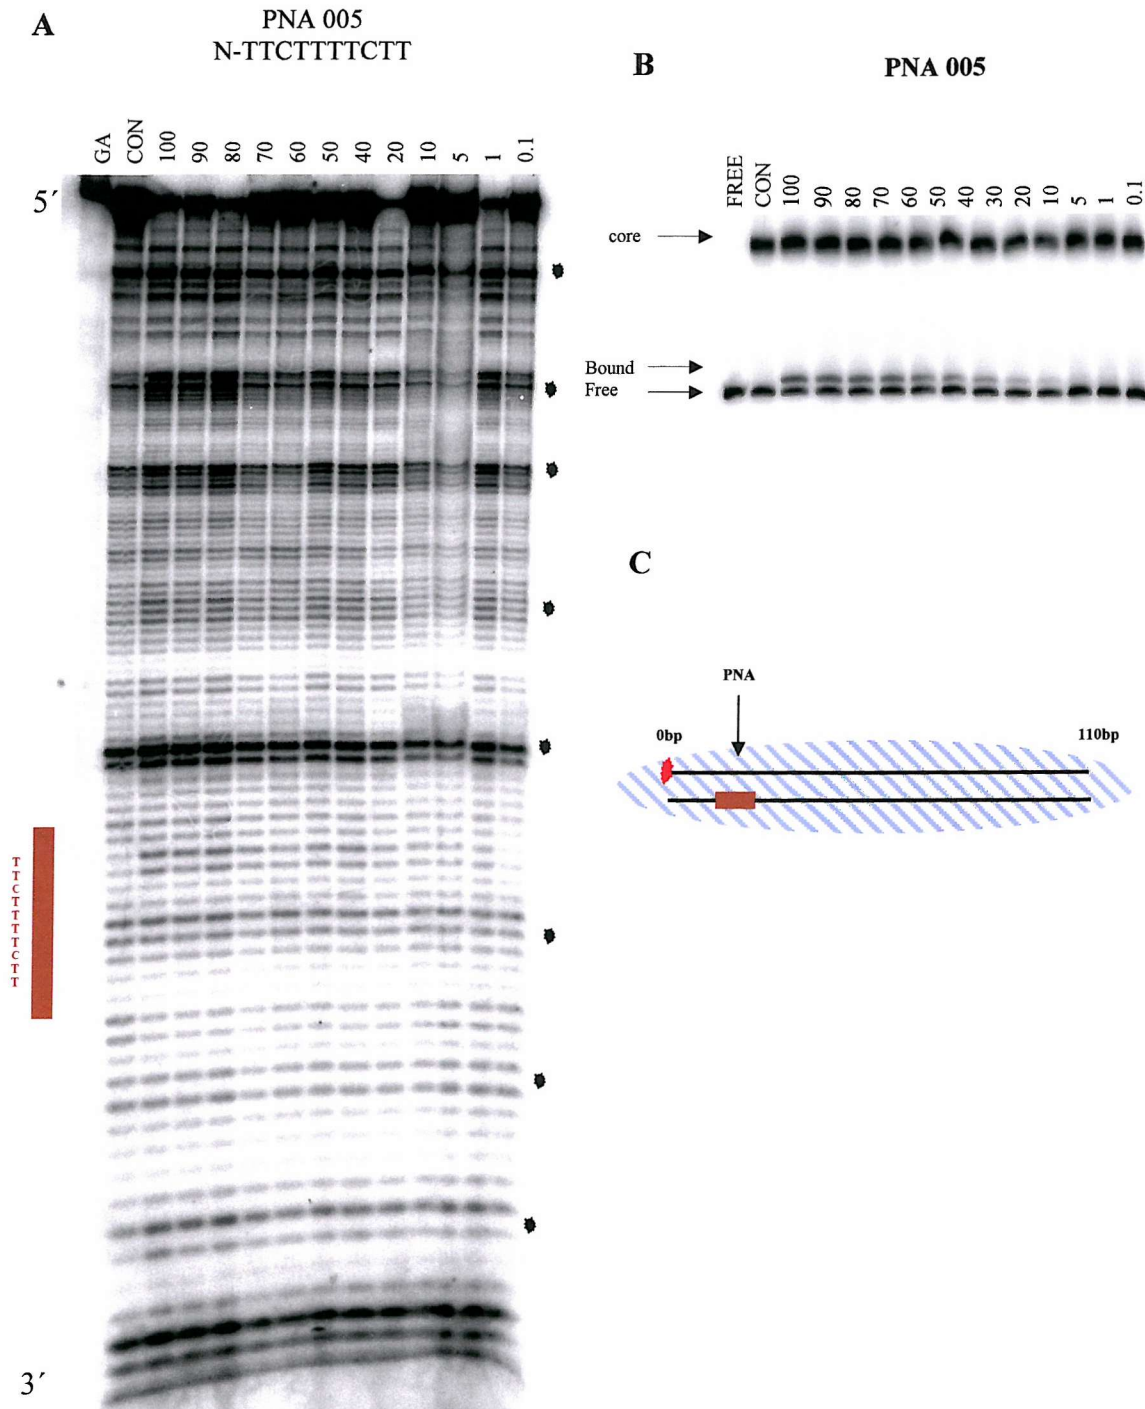 A
PNA 005
N-TTCTTTTCTT
GA CON 100 90 80 70 60 50 40 20 10 5 1 0.1
5´
T
T
C
T
T
T
T
C
T
T
3´
B
PNA 005
FREE CON 100 90 80 70 60 50 40 30 20 10 5 1 0.1
core
Bound
Free
C
PNA
0bp
110bp